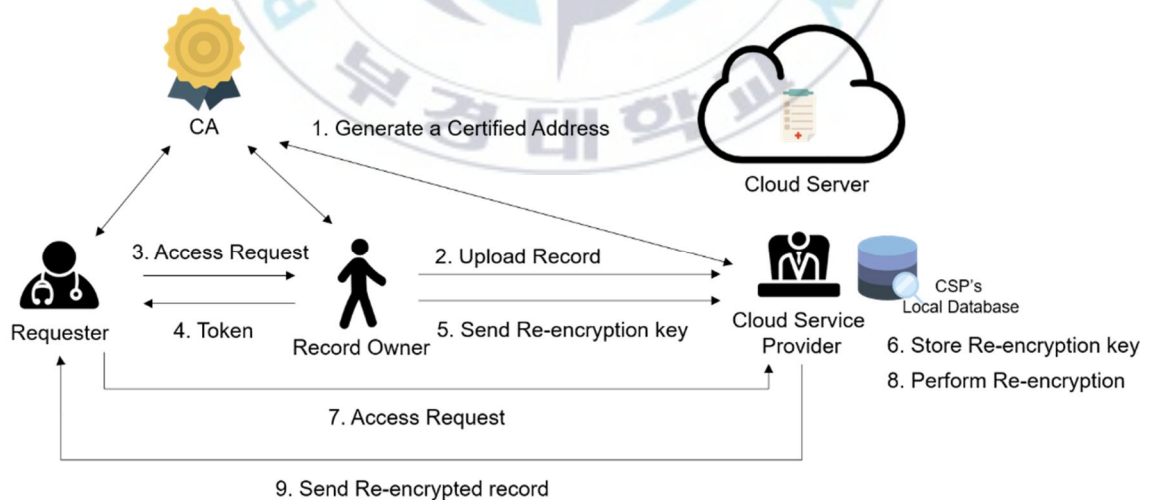 부경대학교
CA
1. Generate a Certified Address
Cloud Server
3. Access Request
2. Upload Record
4. Token
5. Send Re-encryption key
Requester
Record Owner
Cloud Service
Provider
CSP's
Local Database
6. Store Re-encryption key
8. Perform Re-encryption
7. Access Request
9. Send Re-encrypted record